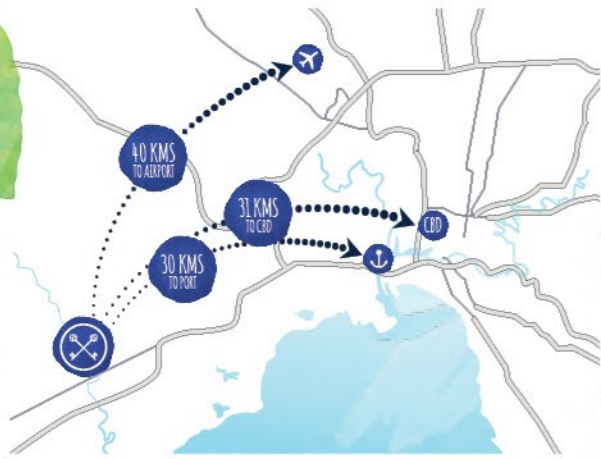 40 KMS
TO AIRPORT
31 KMS
TO CBD
CBD
30 KMS
TO PORT